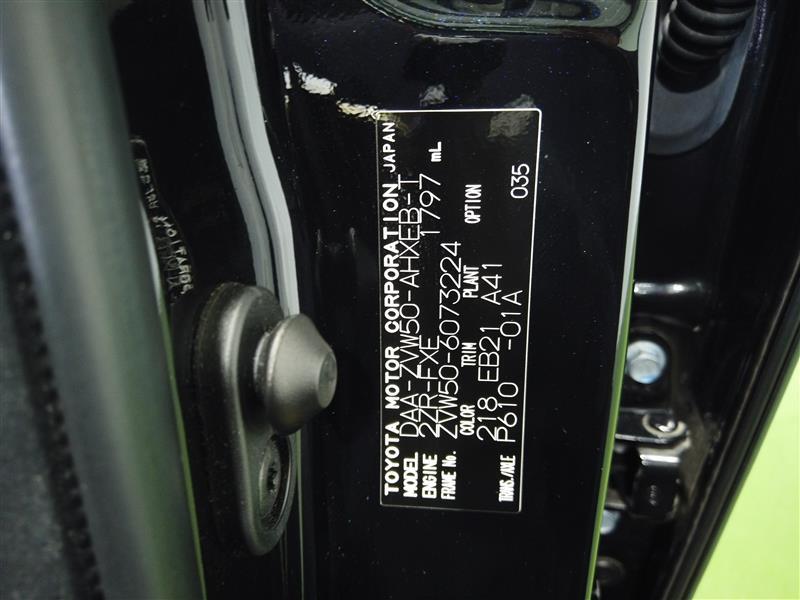 TOYOTA MOTOR CORPORATION JAPAN
MODEL DAA-ZVW50-AHXEB-T
ENGINE 2ZR-FXE 1797 mL
FRAME No. ZVW50-6073224
COLOR TRIM PLANT OPTION
218 EB21 A41
TRANS./AXLE P610 -01A 035